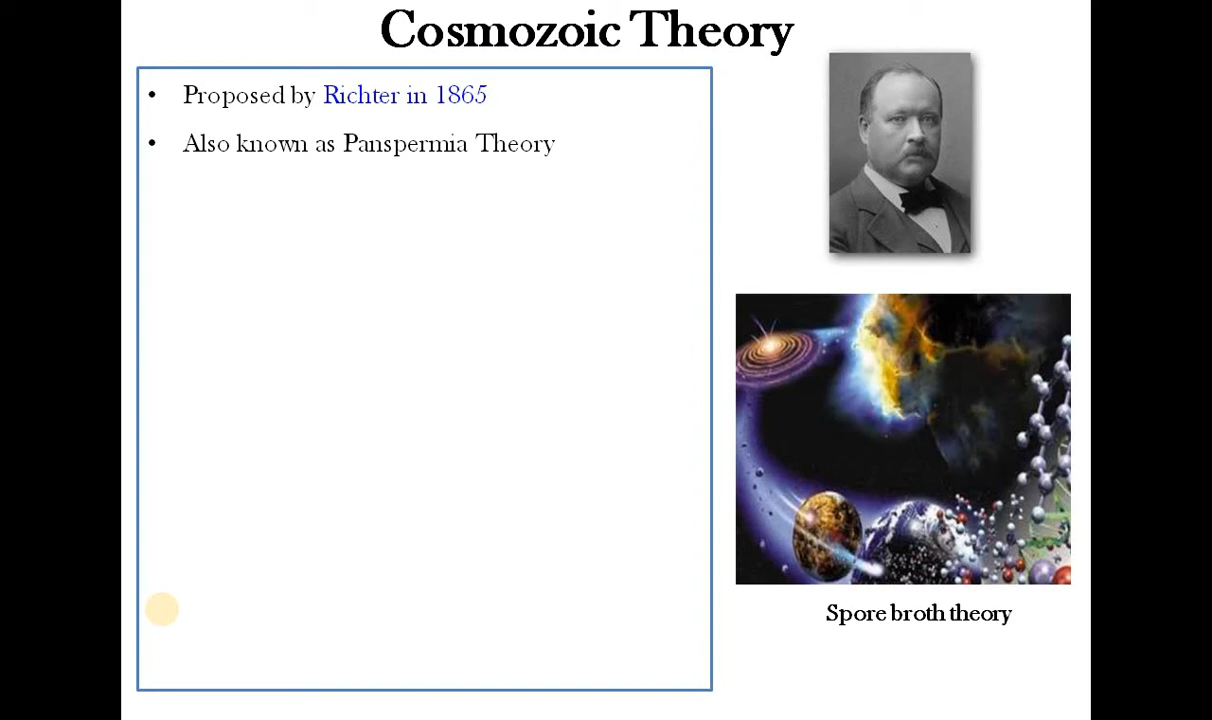 Cosmozoic Theory
• Proposed by Richter in 1865
• Also known as Panspermia Theory
Spore broth theory